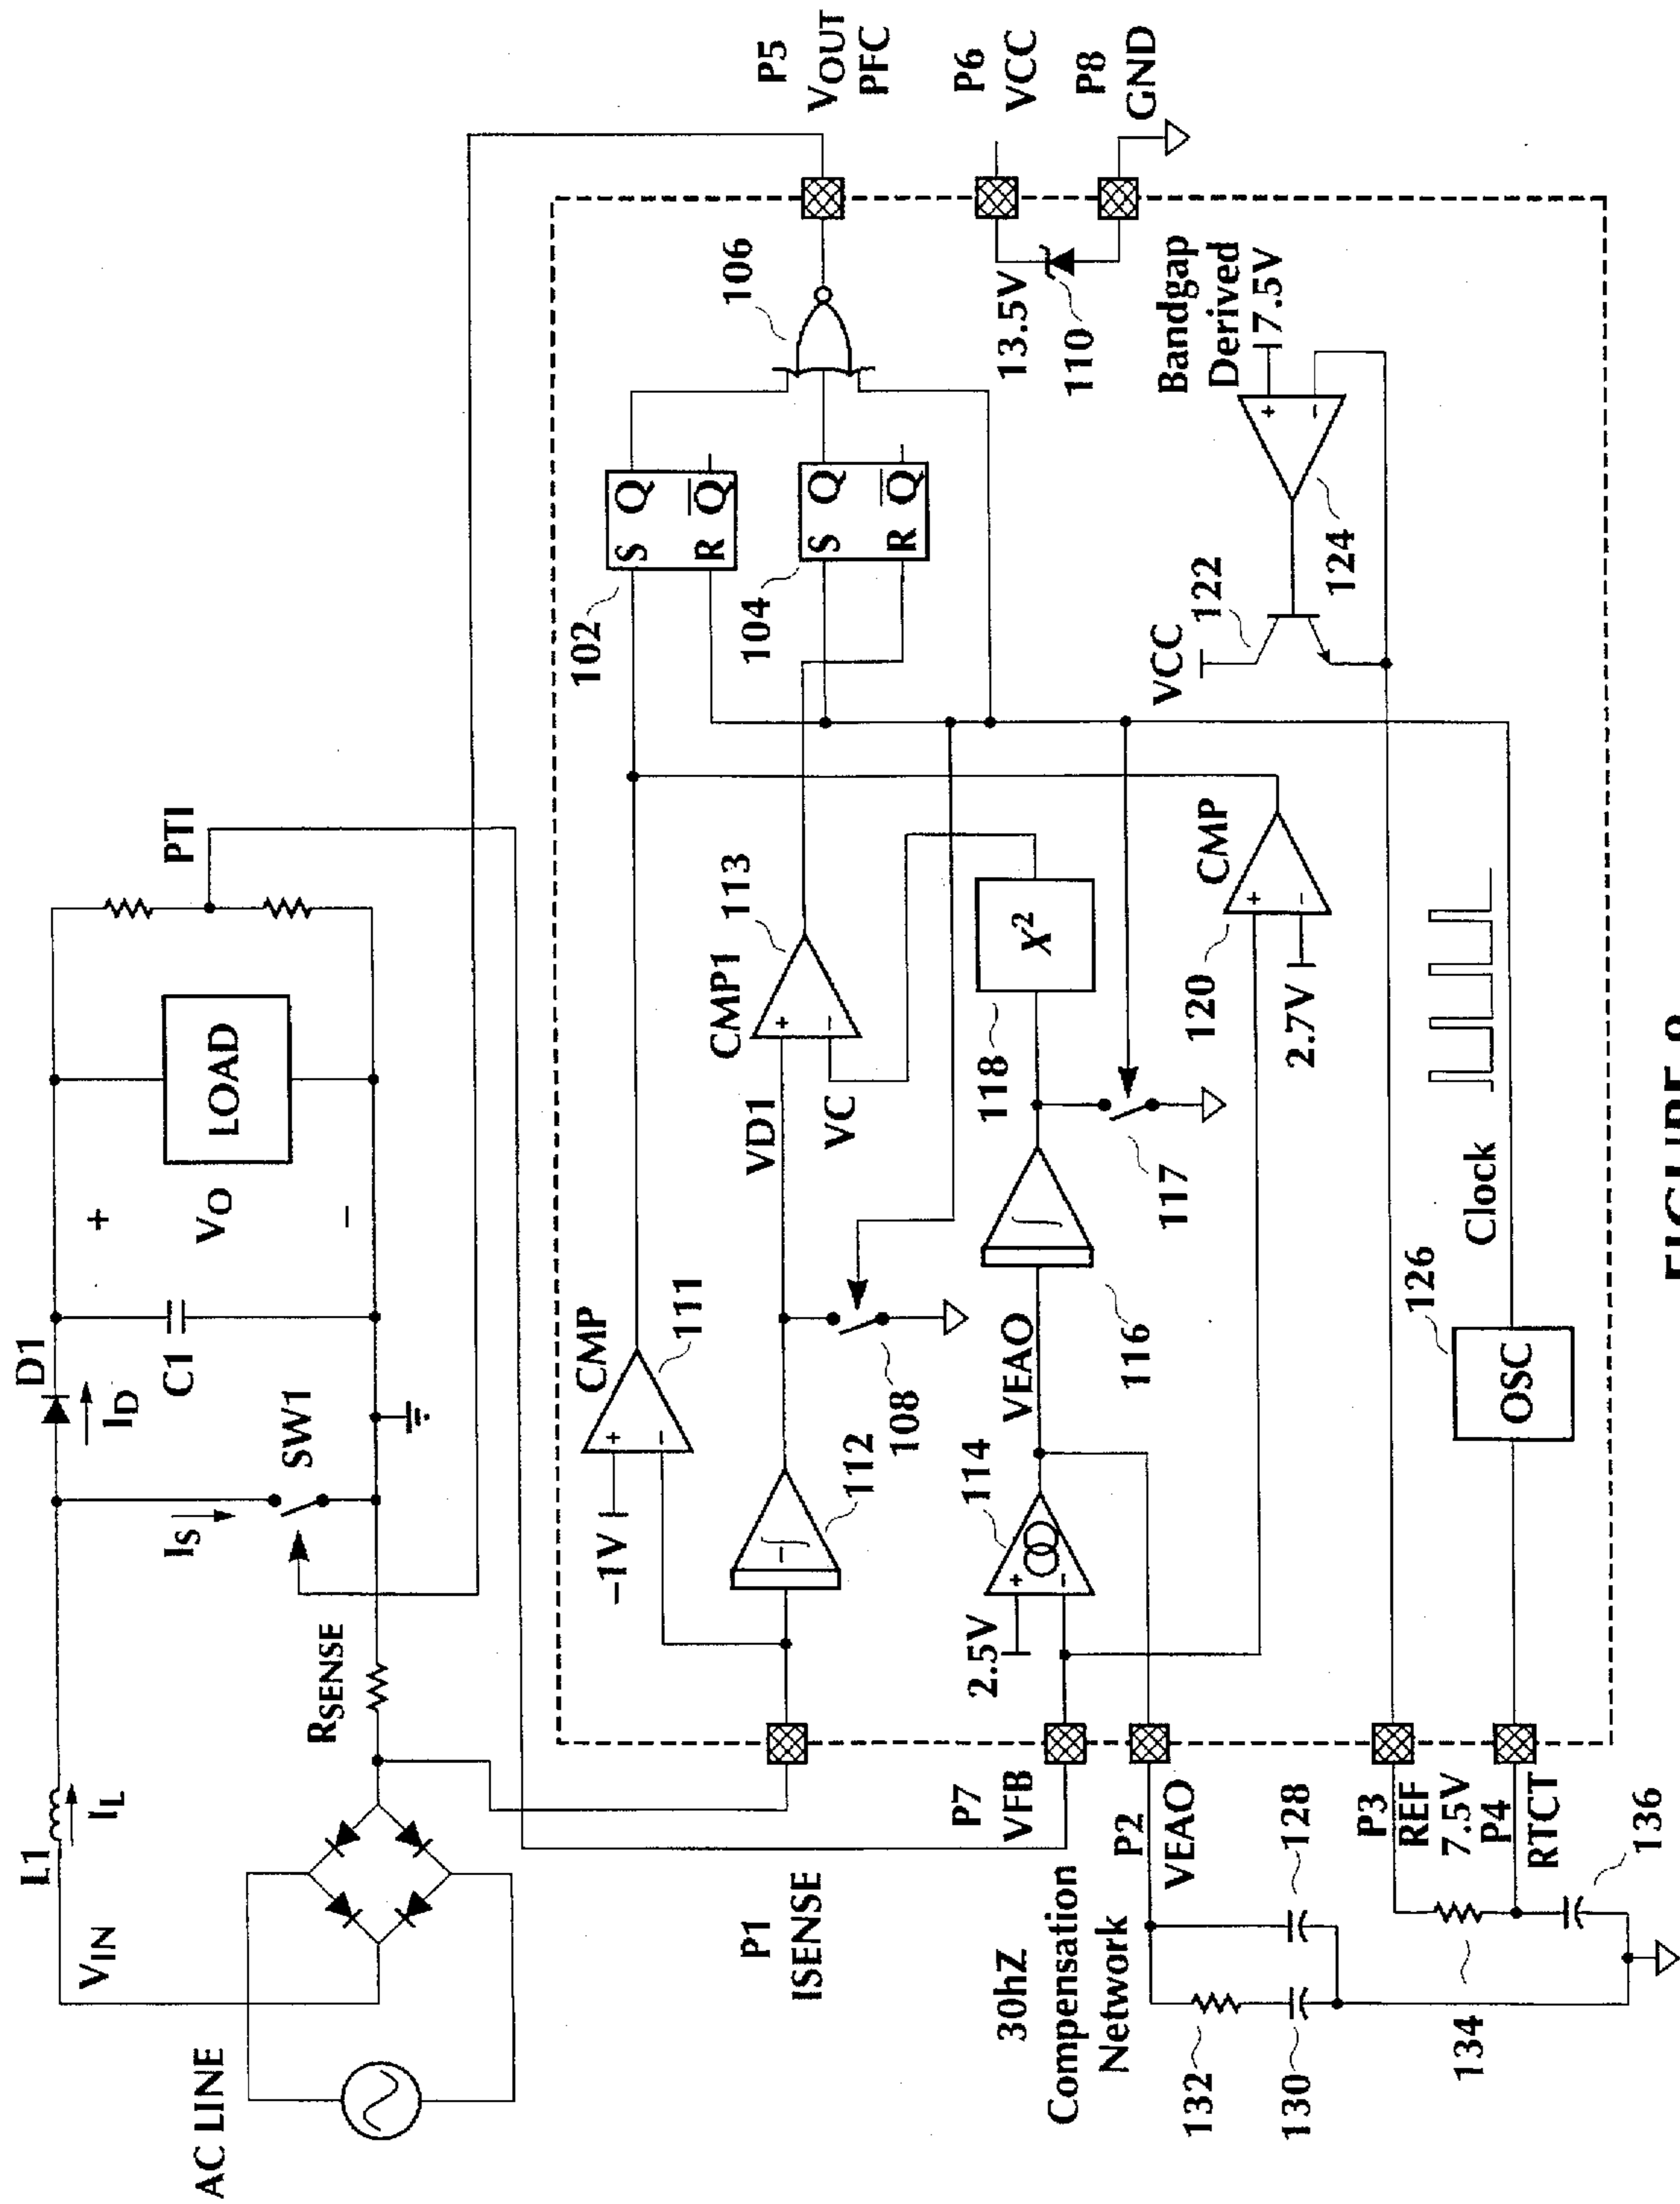 AC LINE
VIN
L1
IL
RSENSE
IS
SW1
D1
ID
C1
+
VO
−
LOAD
PTI
P5
VOUT
PFC
P6
VCC
P8
GND
P1
ISENSE
−1V
+
−
CMP
111
−∫
112
108
VD1
VC
CMP1
+
−
113
102
S Q
R Q
104
S Q
R Q
106
13.5V
110
P7
VFB
2.5V
+
−
114
VEAO
∫
116
117
118
X2
2.7V
+
−
120
CMP
VCC
122
124
+
−
Bandgap
Derived
7.5V
30hZ
Compensation
Network
P2
VEAO
128
132
130
P3
REF
7.5V
P4
RTCT
134
136
OSC
126
Clock